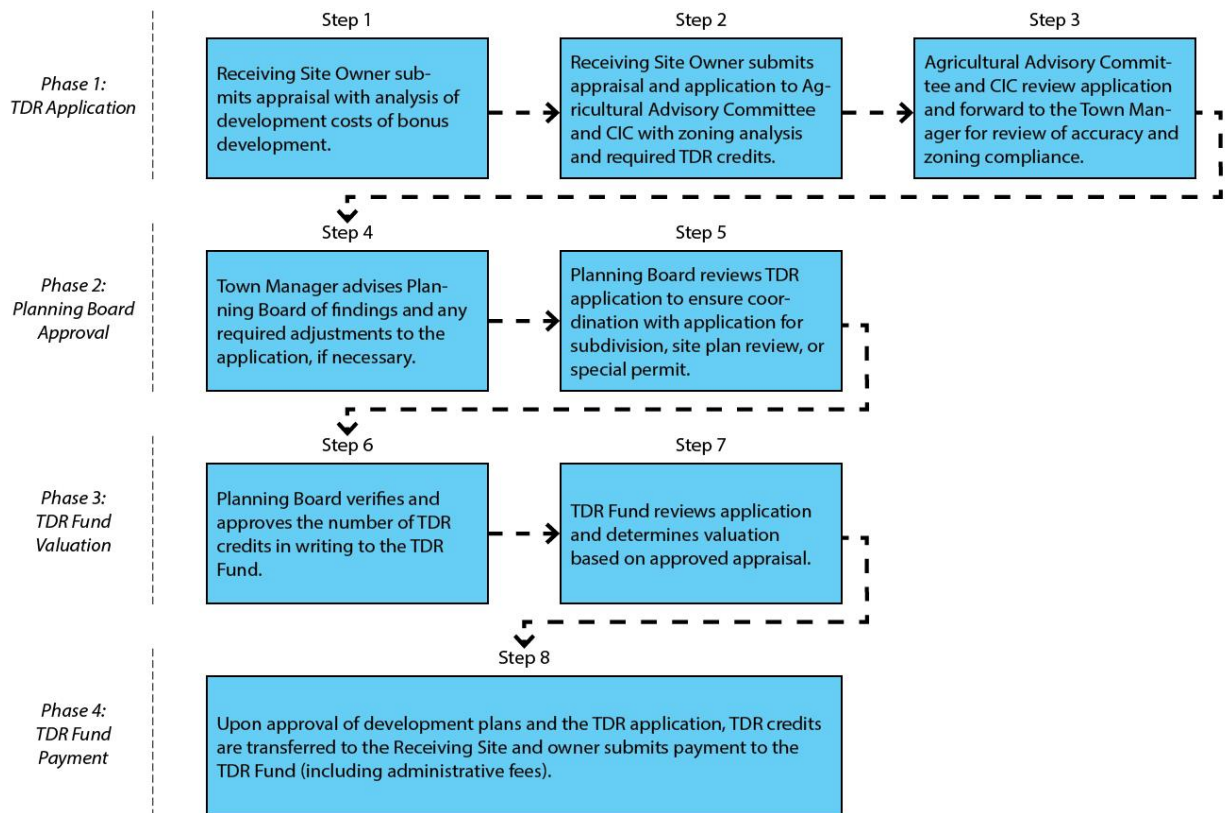 Step 1
Step 2
Step 3
Phase 1:
TDR Application
Receiving Site Owner sub-
mits appraisal with analysis of
development costs of bonus
development.
Receiving Site Owner submits
appraisal and application to Ag-
ricultural Advisory Committee
and CIC with zoning analysis
and required TDR credits.
Agricultural Advisory Commit-
tee and CIC review application
and forward to the Town Man-
ager for review of accuracy and
zoning compliance.
Step 4
Step 5
Phase 2:
Planning Board
Approval
Town Manager advises Plan-
ning Board of findings and any
required adjustments to the
application, if necessary.
Planning Board reviews TDR
application to ensure coor-
dination with application for
subdivision, site plan review, or
special permit.
Step 6
Step 7
Phase 3:
TDR Fund
Valuation
Planning Board verifies and
approves the number of TDR
credits in writing to the TDR
Fund.
TDR Fund reviews application
and determines valuation
based on approved appraisal.
Step 8
Phase 4:
TDR Fund
Payment
Upon approval of development plans and the TDR application, TDR credits
are transferred to the Receiving Site and owner submits payment to the
TDR Fund (including administrative fees).